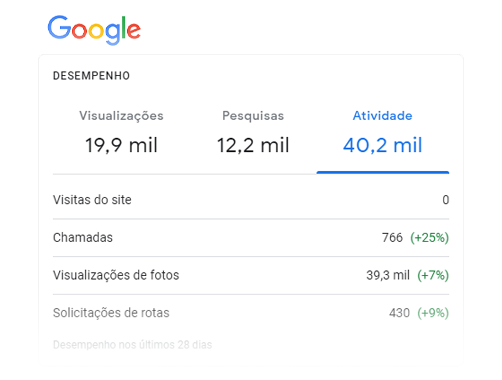 Google
DESEMPENHO
Visualizações Pesquisas Atividade
19,9 mil 12,2 mil 40,2 mil
Visitas do site 0
Chamadas 766 (+25%)
Visualizações de fotos 39,3 mil (+7%)
Solicitações de rotas 430 (+9%)
Desempenho nos últimos 28 dias